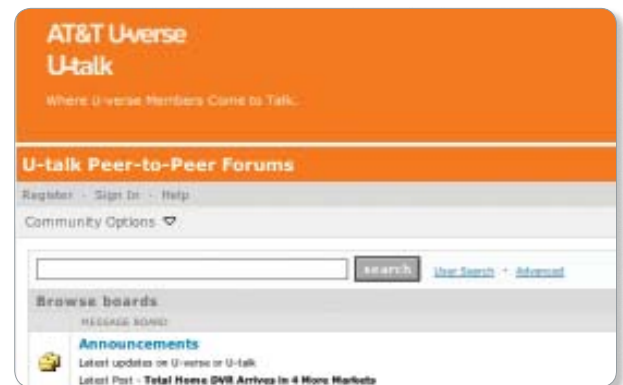 AT&T U-verse
U-talk
Where U-verse Members Come to Talk.
U-talk Peer-to-Peer Forums
Register - Sign In - Help
Community Options
search User Search • Advanced
Browse boards
MESSAGE BOARD
Announcements
Latest updates on U-verse or U-talk
Latest Post - Total Home DVR Arrives in 4 More Markets